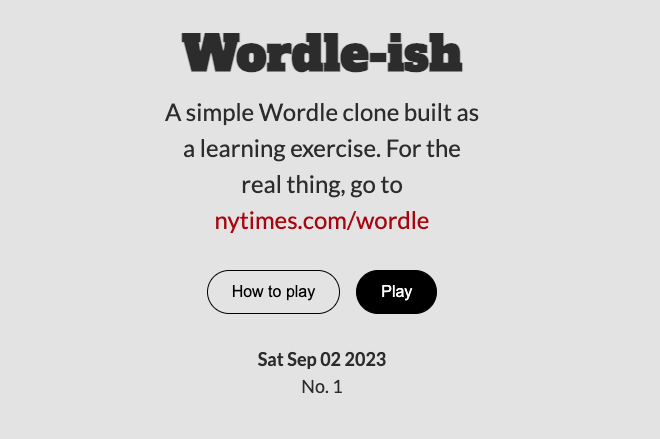 Wordle-ish
A simple Wordle clone built as
a learning exercise. For the
real thing, go to
nytimes.com/wordle
How to play
Play
Sat Sep 02 2023
No. 1